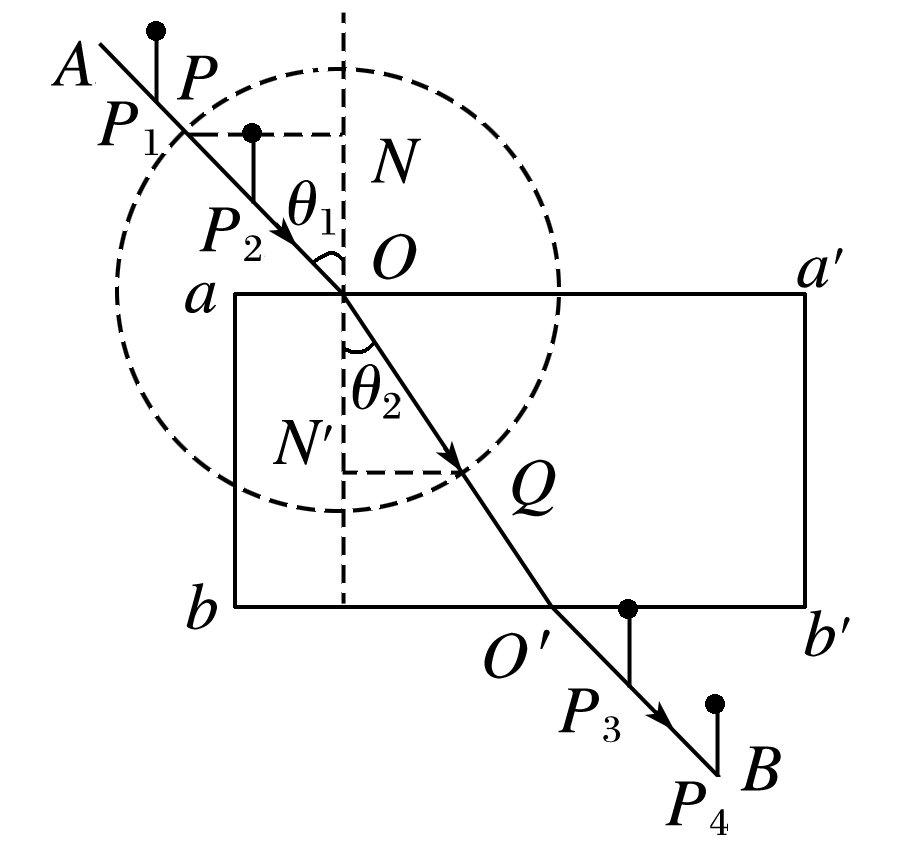 A
P
P₁
N
P₂
θ₁
O
a
a′
θ₂
N′
Q
b
O′
b′
P₃
B
P₄